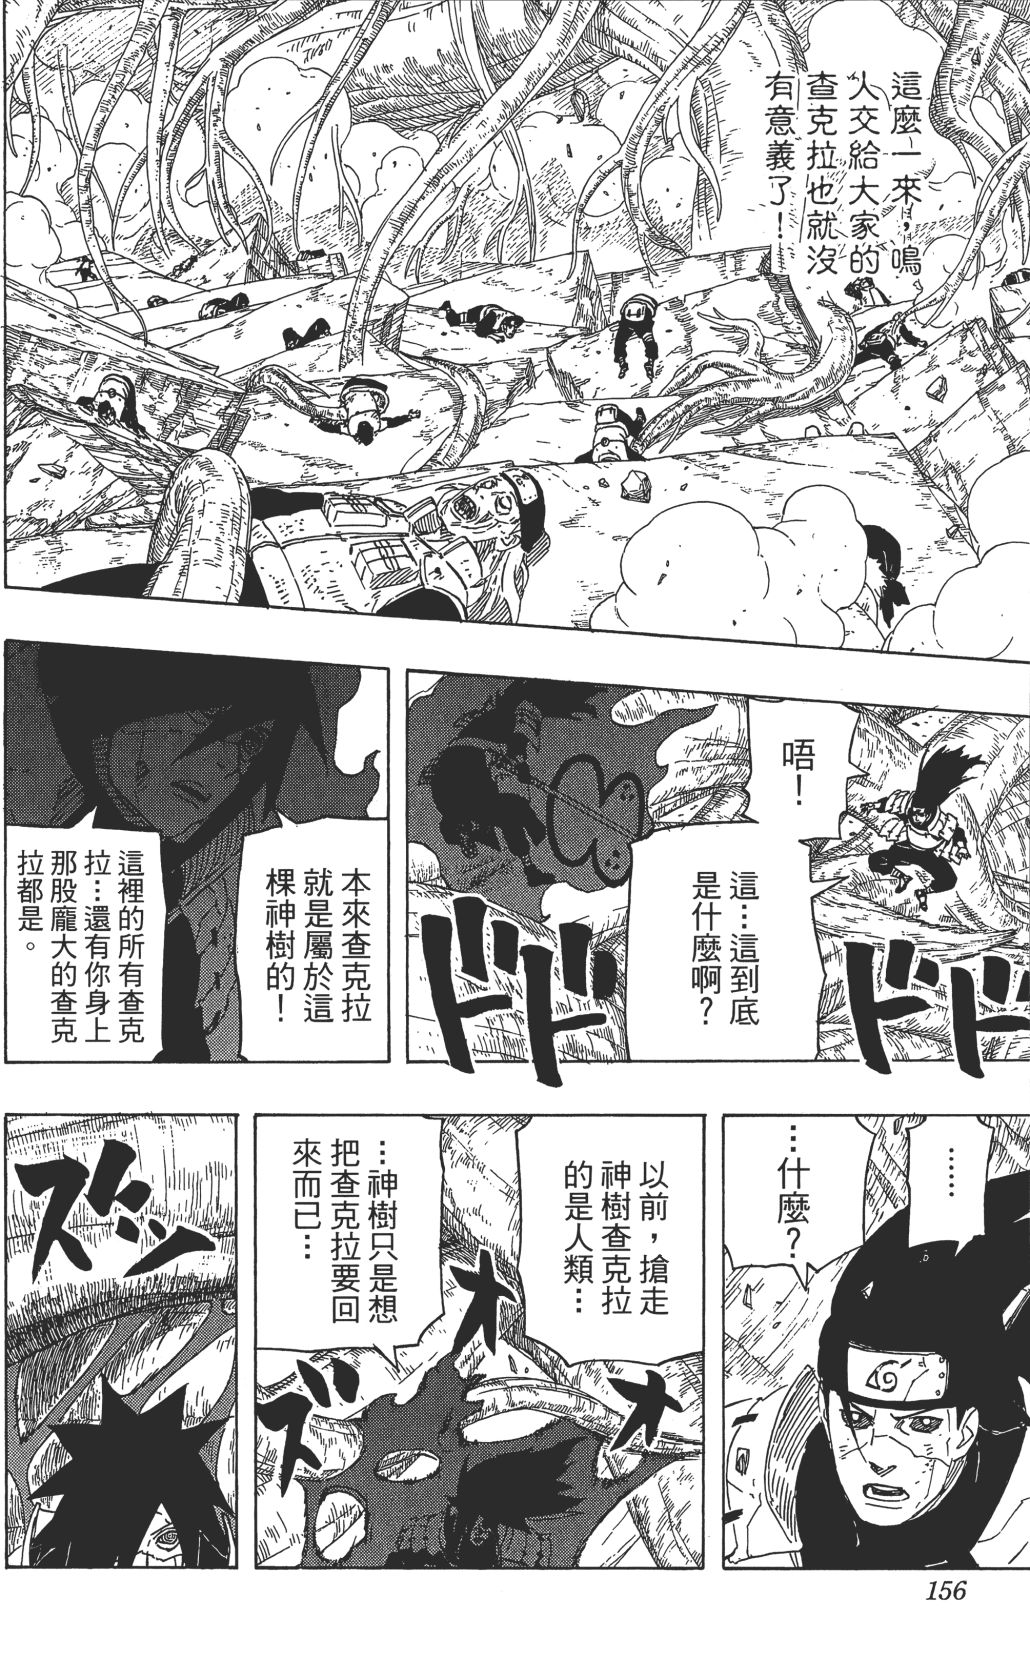 這麼一來，鳴
人交給大家的
查克拉也就沒
有意義了！
唔！
這…這到底
是什麼啊？
ドド
ドド
本來查克拉
就是屬於這
棵神樹的！
這裡的所有查克
拉…還有你身上
那股龐大的查克
拉都是。
……
…什麼？
以前，搶走
神樹查克拉
的是人類…
…神樹只是想
把查克拉要回
來而已…
オ
オ
ズ
ズズッ
156